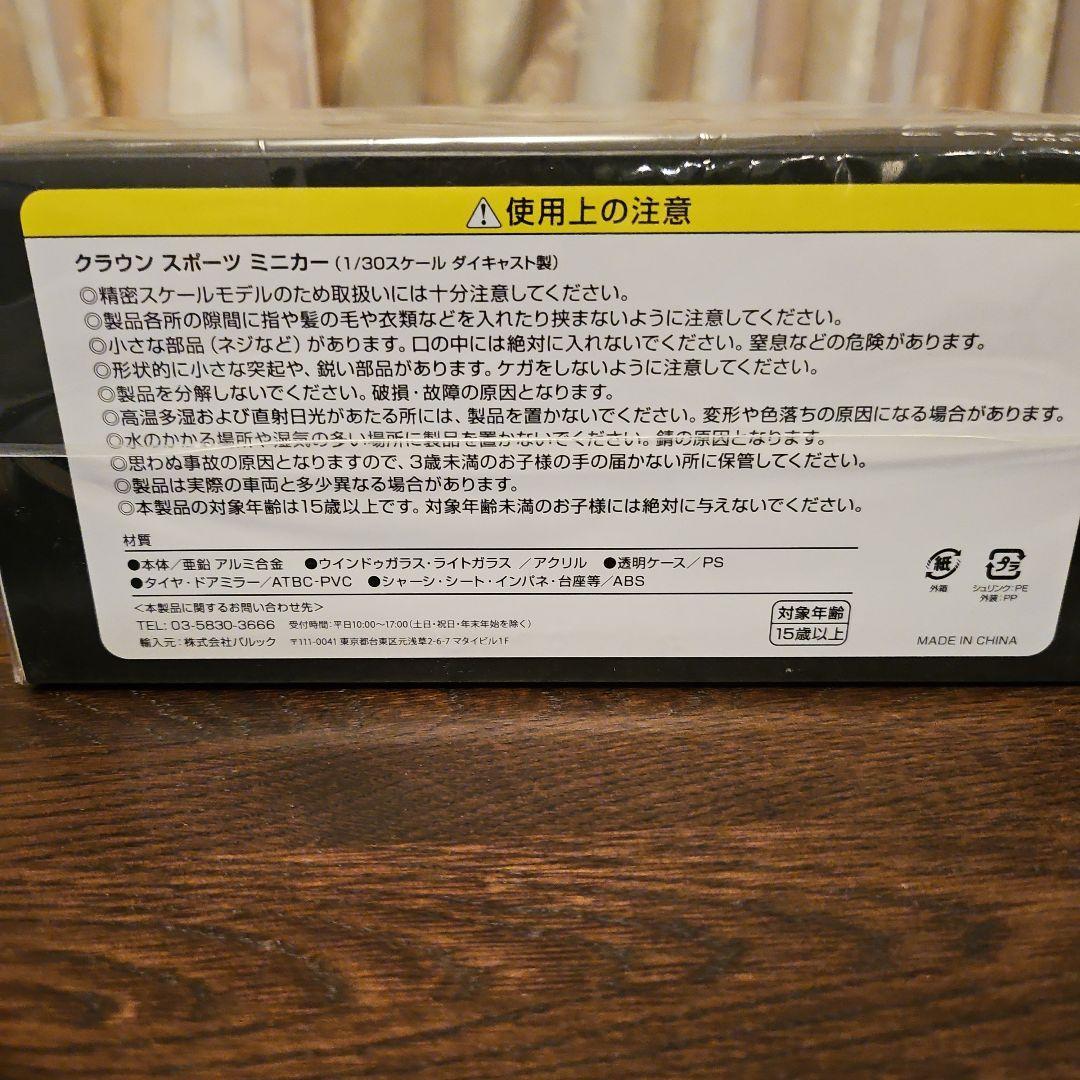 ⚠使用上の注意
クラウン スポーツ ミニカー（1/30スケール ダイキャスト製）
◎精密スケールモデルのため取扱いには十分注意してください。
◎製品各所の隙間に指や髪の毛や衣類などを入れたり挟まないように注意してください。
◎小さな部品（ネジなど）があります。口の中には絶対に入れないでください。窒息などの危険があります。
◎形状的に小さな突起や、鋭い部品があります。ケガをしないように注意してください。
◎製品を分解しないでください。破損・故障の原因となります。
◎高温多湿および直射日光があたる所には、製品を置かないでください。変形や色落ちの原因になる場合があります。
◎水のかかる場所や湿気の多い場所に製品を置かないでください。錆の原因となります。
◎思わぬ事故の原因となりますので、3歳未満のお子様の手の届かない所に保管してください。
◎製品は実際の車両と多少異なる場合があります。
◎本製品の対象年齢は15歳以上です。対象年齢未満のお子様には絶対に与えないでください。
材質
●本体／亜鉛 アルミ合金 ●ウインドゥガラス・ライトガラス ／アクリル ●透明ケース／PS
●タイヤ・ドアミラー／ATBC-PVC ●シャーシ・シート・インパネ・台座等／ABS
＜本製品に関するお問い合わせ先＞
TEL: 03-5830-3666 受付時間：平日10:00〜17:00（土日・祝日・年末年始を除く）
輸入元：株式会社パルック 〒111-0041 東京都台東区元浅草2-6-7 マタイビル1F
対象年齢
15歳以上
紙
外箱
プラ
シュリンク：PE
外装：PP
MADE IN CHINA